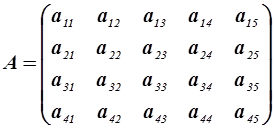 a₁₁ a₁₂ a₁₃ a₁₄ a₁₅
a₂₁ a₂₂ a₂₃ a₂₄ a₂₅
A =
a₃₁ a₃₂ a₃₃ a₃₄ a₃₅
a₄₁ a₄₂ a₄₃ a₄₄ a₄₅